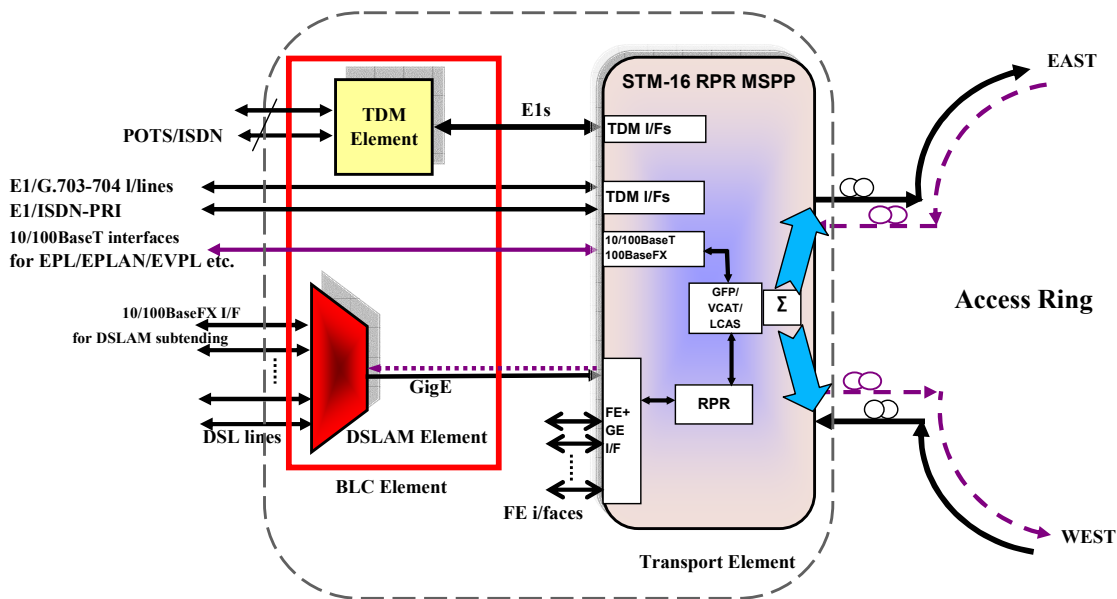 EAST
STM-16 RPR MSPP
TDM
Element
E1s
TDM I/Fs
POTS/ISDN
E1/G.703-704 l/lines
TDM I/Fs
E1/ISDN-PRI
10/100BaseT interfaces
for EPL/EPLAN/EVPL etc.
10/100BaseT
100BaseFX
GFP/
VCAT/
LCAS
Σ
Access Ring
10/100BaseFX I/F
for DSLAM subtending
GigE
RPR
FE+
GE
I/F
DSL lines
DSLAM Element
BLC Element
FE i/faces
WEST
Transport Element